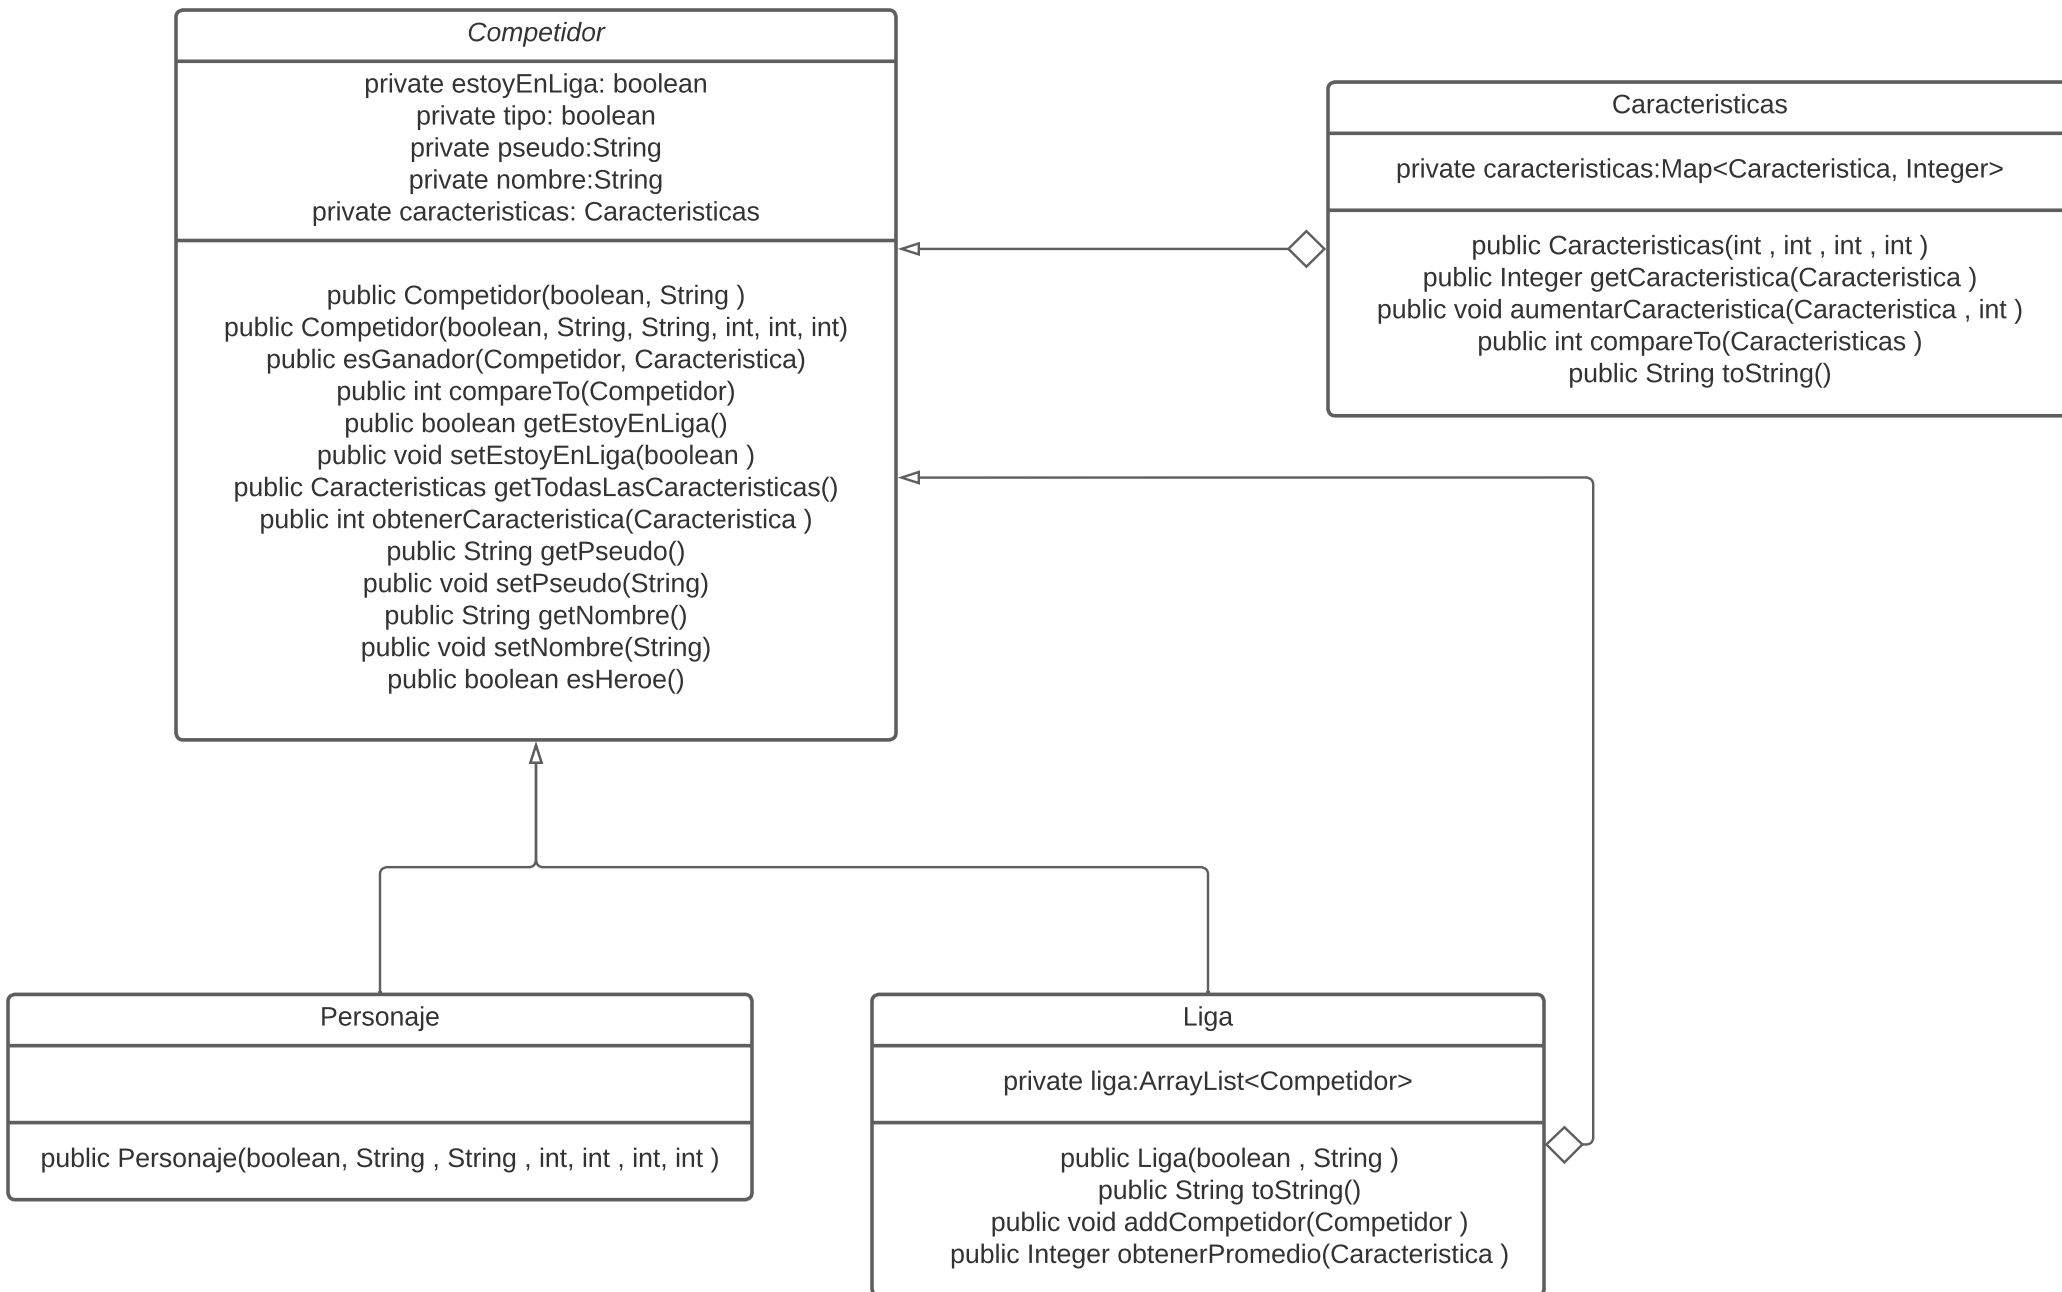 Competidor
private estoyEnLiga: boolean
private tipo: boolean
private pseudo:String
private nombre:String
private caracteristicas: Caracteristicas
public Competidor(boolean, String )
public Competidor(boolean, String, String, int, int, int)
public esGanador(Competidor, Caracteristica)
public int compareTo(Competidor)
public boolean getEstoyEnLiga()
public void setEstoyEnLiga(boolean )
public Caracteristicas getTodasLasCaracteristicas()
public int obtenerCaracteristica(Caracteristica )
public String getPseudo()
public void setPseudo(String)
public String getNombre()
public void setNombre(String)
public boolean esHeroe()
Caracteristicas
private caracteristicas:Map<Caracteristica, Integer>
public Caracteristicas(int , int , int , int )
public Integer getCaracteristica(Caracteristica )
public void aumentarCaracteristica(Caracteristica , int )
public int compareTo(Caracteristicas )
public String toString()
Personaje
public Personaje(boolean, String , String , int, int , int, int )
Liga
private liga:ArrayList<Competidor>
public Liga(boolean , String )
public String toString()
public void addCompetidor(Competidor )
public Integer obtenerPromedio(Caracteristica )